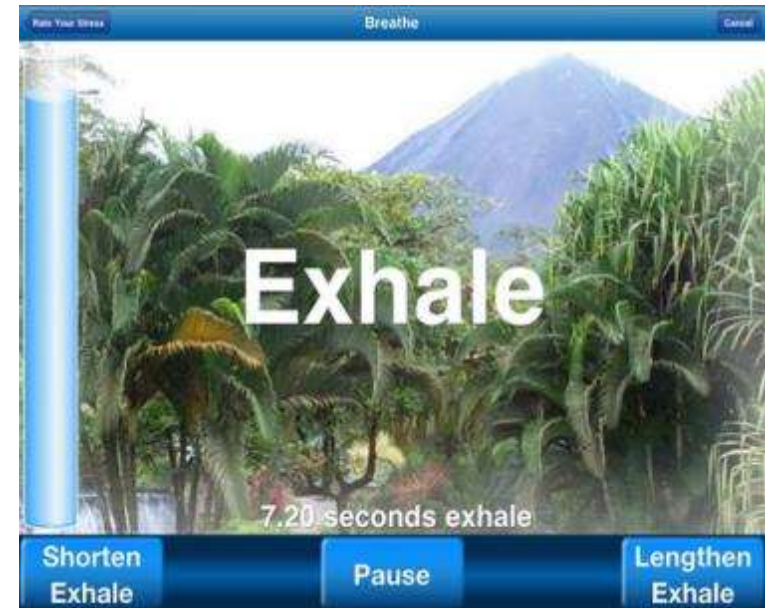 Rate Your Stress
Breathe
Cancel
Exhale
7.20 seconds exhale
Shorten
Exhale
Pause
Lengthen
Exhale